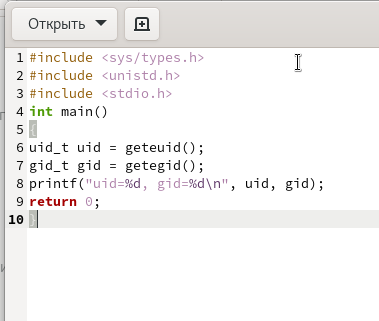 Открыть
1 #include <sys/types.h>
2 #include <unistd.h>
3 #include <stdio.h>
4 int main()
5 {
6 uid_t uid = geteuid();
7 gid_t gid = getegid();
8 printf("uid=%d, gid=%d\n", uid, gid);
9 return 0;
10 }